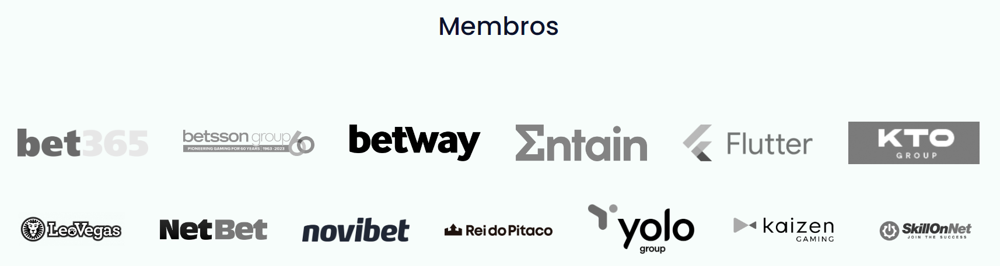 Membros
bet365
betsson group 60
PIONEERING GAMING FOR 60 YEARS | 1963-2023
betway
Entain
Flutter
KTO
GROUP
LeoVegas
NetBet
novibet
Rei do Pitaco
yolo
group
kaizen
GAMING
SkillOnNet
JOIN THE SUCCESS